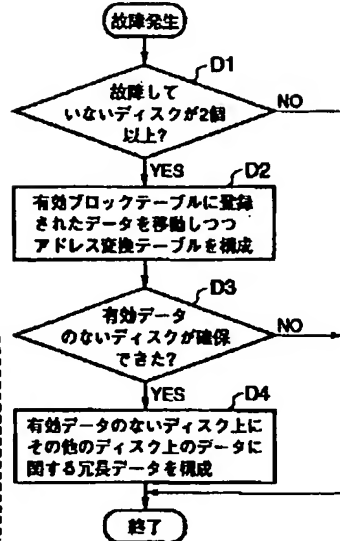 故障発生
D1
故障して
いないディスクが2個
以上?
NO
YES
D2
有効ブロックテーブルに登録
されたデータを移動しつつ
アドレス変換テーブルを構成
D3
有効データ
のないディスクが確保
できた?
NO
YES
D4
有効データのないディスク上に
その他のディスク上のデータに
関する冗長データを構成
終了